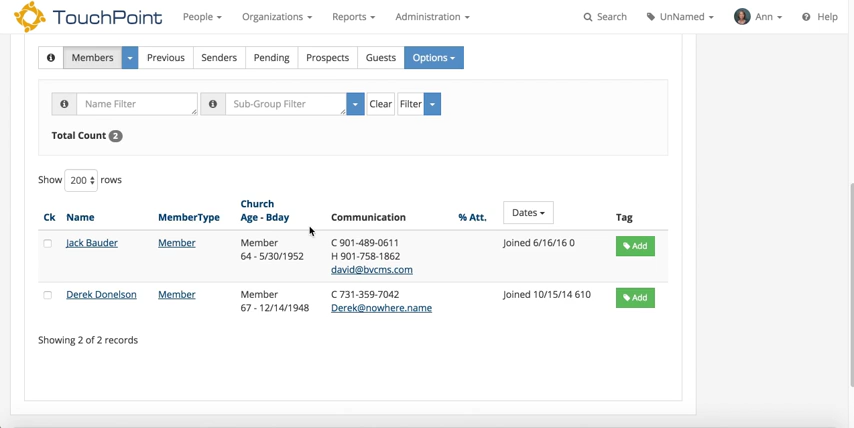 TouchPoint People Organizations Reports Administration Search UnNamed Ann Help
Members Previous Senders Pending Prospects Guests Options
Name Filter Sub-Group Filter Clear Filter
Total Count 2
Show 200 rows
Ck Name MemberType Church Age - Bday Communication % Att. Dates Tag
Jack Bauder Member Member C 901-489-0611 Joined 6/16/16 0 Add
64 - 5/30/1952 H 901-758-1862
david@bvcms.com
Derek Donelson Member Member C 731-359-7042 Joined 10/15/14 610 Add
67 - 12/14/1948 Derek@nowhere.name
Showing 2 of 2 records